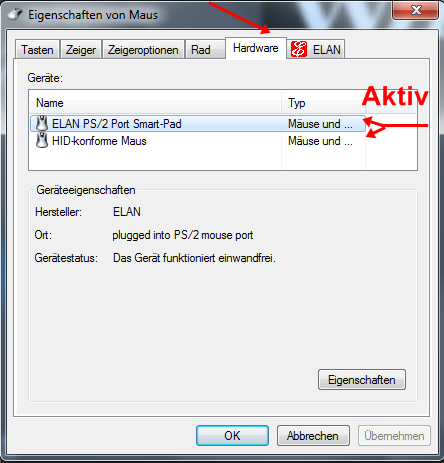 Eigenschaften von Maus
Tasten Zeiger Zeigeroptionen Rad Hardware ELAN
Geräte:
Aktiv
Name Typ
ELAN PS/2 Port Smart-Pad Mäuse und ...
HID-konforme Maus Mäuse und ...
Geräteeigenschaften
Hersteller: ELAN
Ort: plugged into PS/2 mouse port
Gerätestatus: Das Gerät funktioniert einwandfrei.
Eigenschaften
OK Abbrechen Übernehmen